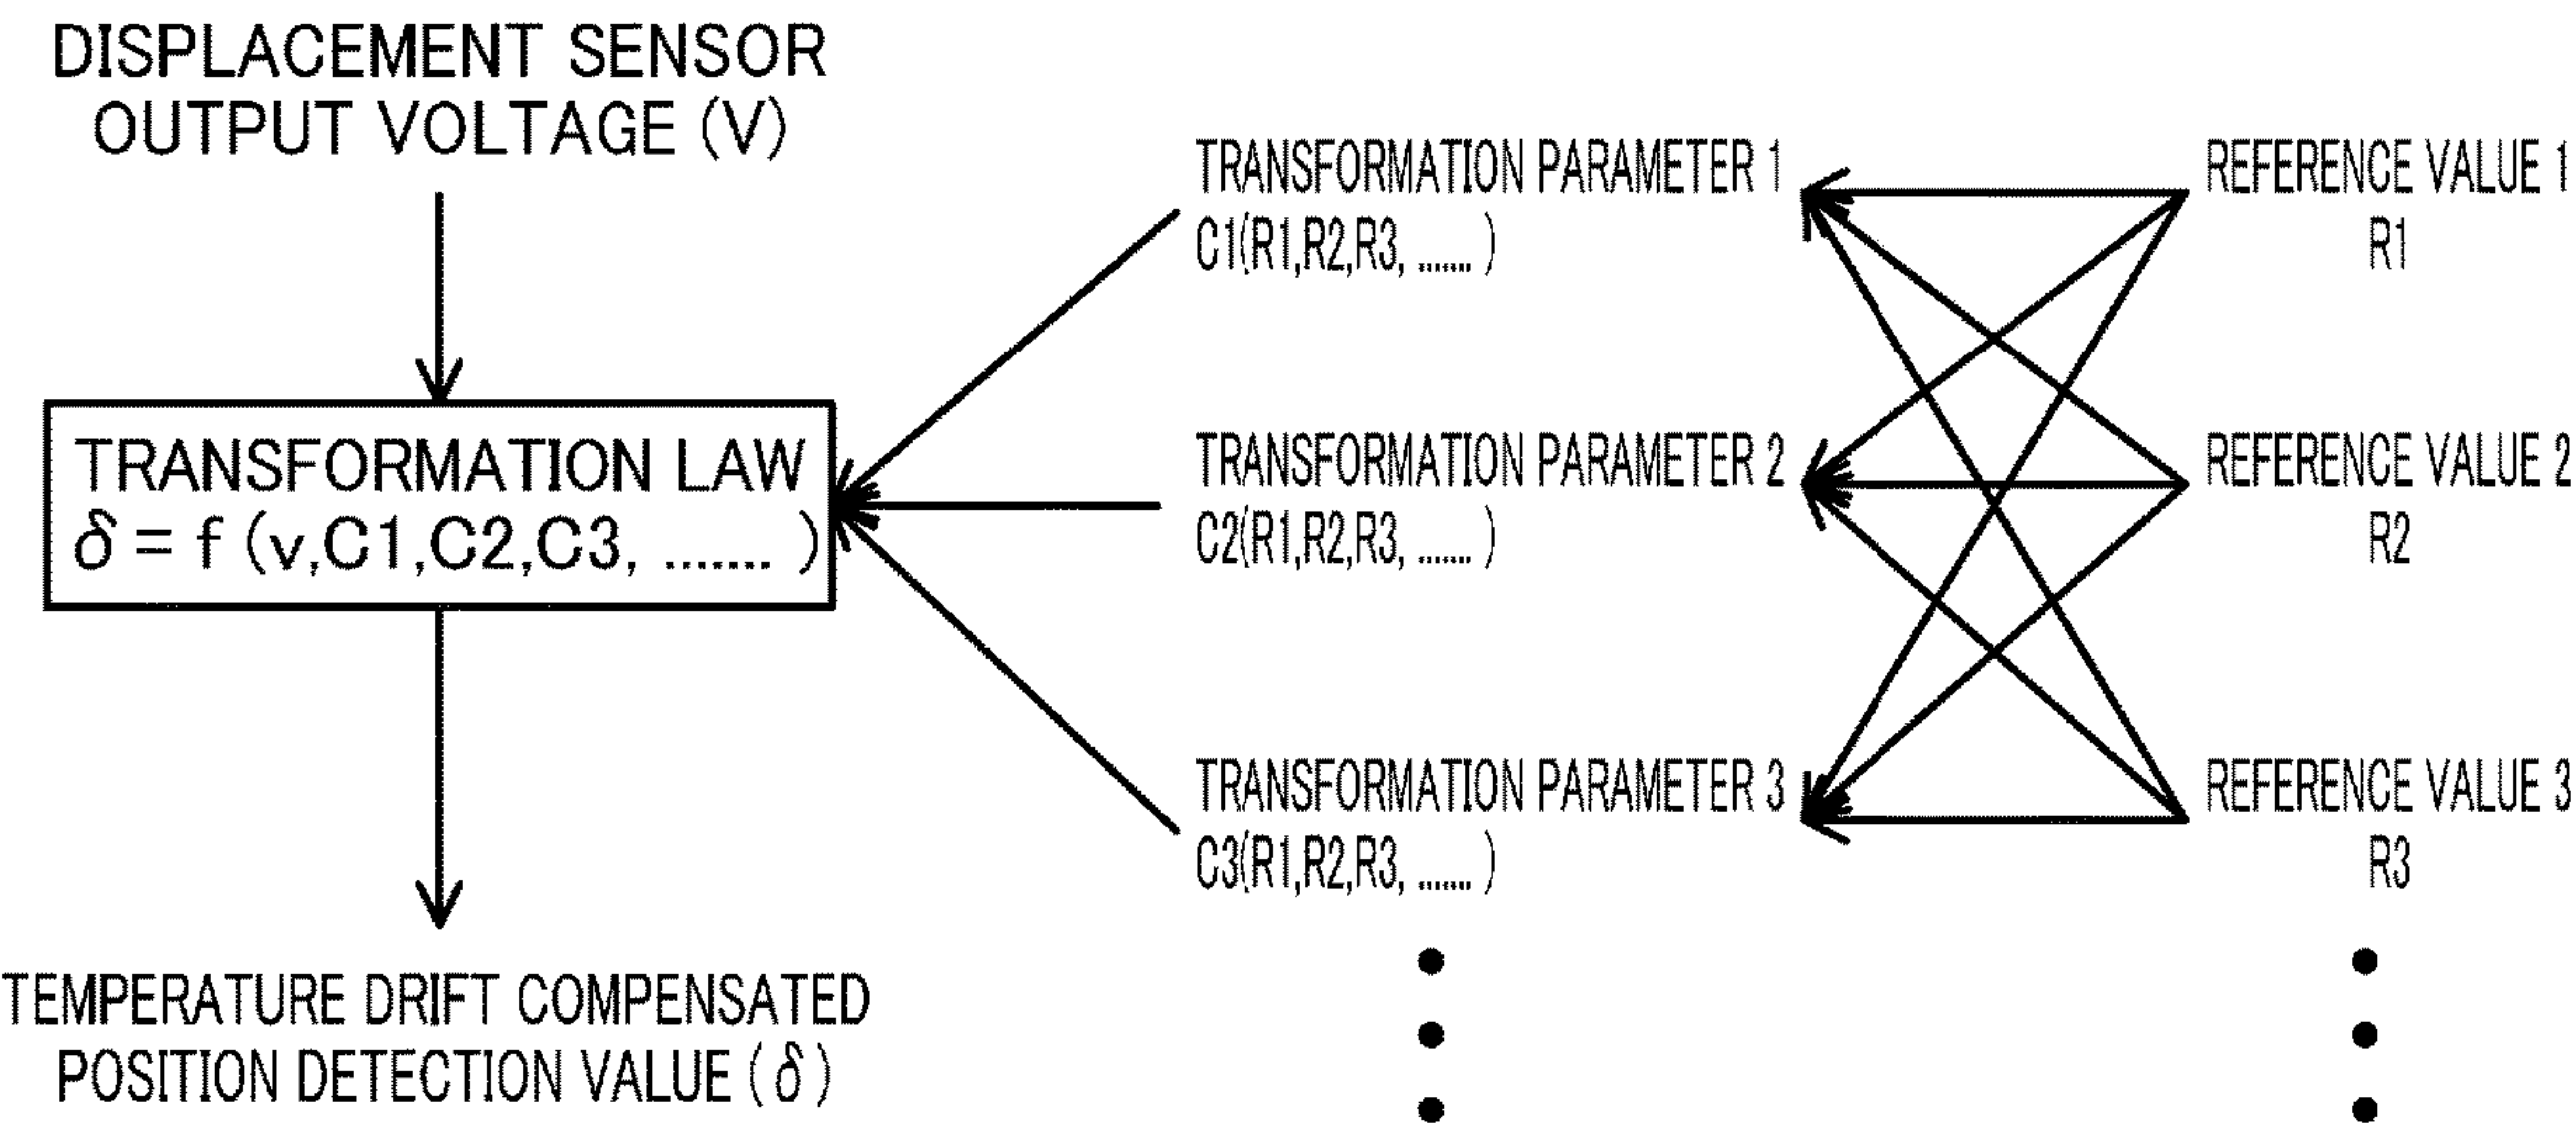 DISPLACEMENT SENSOR
OUTPUT VOLTAGE (V)
TRANSFORMATION LAW
δ = f (v,C1,C2,C3, ....... )
TEMPERATURE DRIFT COMPENSATED
POSITION DETECTION VALUE ( δ )
TRANSFORMATION PARAMETER 1
C1(R1,R2,R3, ....... )
TRANSFORMATION PARAMETER 2
C2(R1,R2,R3, ....... )
TRANSFORMATION PARAMETER 3
C3(R1,R2,R3, ....... )
REFERENCE VALUE 1
R1
REFERENCE VALUE 2
R2
REFERENCE VALUE 3
R3